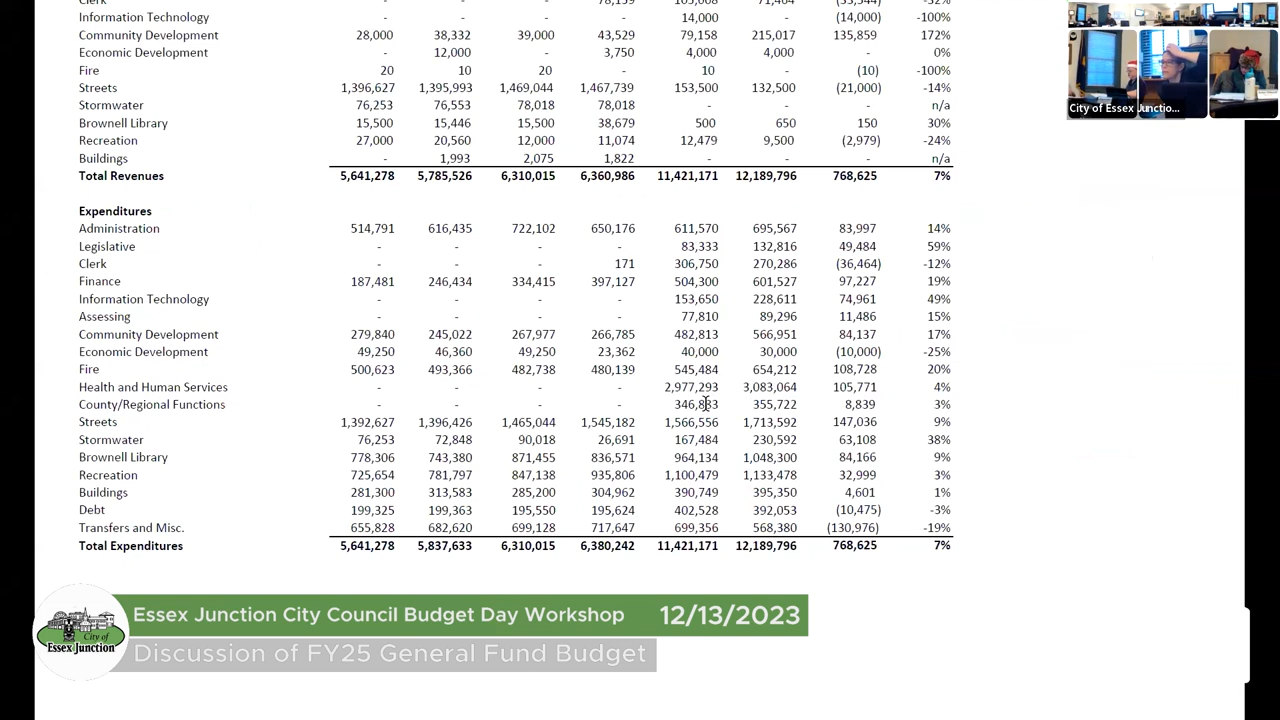 Clerk - - - 78,159 105,008 71,464 (33,544) -32%
Information Technology 14,000 - (14,000) -100%
Community Development 28,000 38,332 39,000 43,529 79,158 215,017 135,859 172%
Economic Development - 12,000 - 3,750 4,000 4,000 - 0%
Fire 20 10 20 - 10 - (10) -100%
Streets 1,396,627 1,395,993 1,469,044 1,467,739 153,500 132,500 (21,000) -14%
Stormwater 76,253 76,553 78,018 78,018 - - - n/a
Brownell Library 15,500 15,446 15,500 38,679 500 650 150 30%
Recreation 27,000 20,560 12,000 11,074 12,479 9,500 (2,979) -24%
Buildings - 1,993 2,075 1,822 - - - n/a
Total Revenues 5,641,278 5,785,526 6,310,015 6,360,986 11,421,171 12,189,796 768,625 7%
Expenditures
Administration 514,791 616,435 722,102 650,176 611,570 695,567 83,997 14%
Legislative - - - - 83,333 132,816 49,484 59%
Clerk - - - 171 306,750 270,286 (36,464) -12%
Finance 187,481 246,434 334,415 397,127 504,300 601,527 97,227 19%
Information Technology - - - - 153,650 228,611 74,961 49%
Assessing - - - - 77,810 89,296 11,486 15%
Community Development 279,840 245,022 267,977 266,785 482,813 566,951 84,137 17%
Economic Development 49,250 46,360 49,250 23,362 40,000 30,000 (10,000) -25%
Fire 500,623 493,366 482,738 480,139 545,484 654,212 108,728 20%
Health and Human Services - - - - 2,977,293 3,083,064 105,771 4%
County/Regional Functions - - - - 346,883 355,722 8,839 3%
Streets 1,392,627 1,396,426 1,465,044 1,545,182 1,566,556 1,713,592 147,036 9%
Stormwater 76,253 72,848 90,018 26,691 167,484 230,592 63,108 38%
Brownell Library 778,306 743,380 871,455 836,571 964,134 1,048,300 84,166 9%
Recreation 725,654 781,797 847,138 935,806 1,100,479 1,133,478 32,999 3%
Buildings 281,300 313,583 285,200 304,962 390,749 395,350 4,601 1%
Debt 199,325 199,363 195,550 195,624 402,528 392,053 (10,475) -3%
Transfers and Misc. 655,828 682,620 699,128 717,647 699,356 568,380 (130,976) -19%
Total Expenditures 5,641,278 5,837,633 6,310,015 6,380,242 11,421,171 12,189,796 768,625 7%
City of Essex Junctio...
Essex Junction City Council Budget Day Workshop 12/13/2023
Discussion of FY25 General Fund Budget
City of
Essex Junction